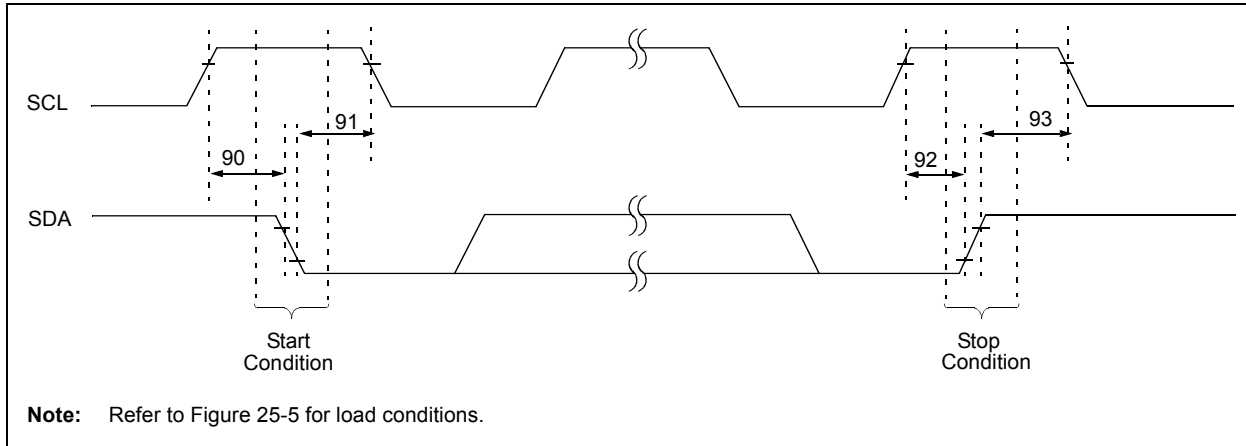 SCL
91
93
90
92
SDA
Start
Condition
Stop
Condition
Note: Refer to Figure 25-5 for load conditions.